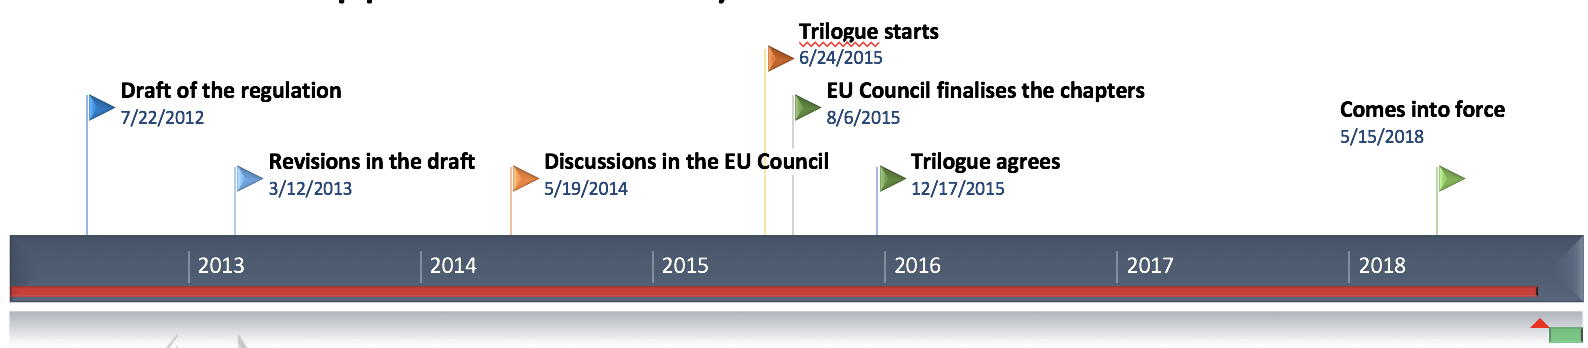 Trilogue starts
6/24/2015
Draft of the regulation
7/22/2012
EU Council finalises the chapters
8/6/2015
Comes into force
5/15/2018
Revisions in the draft
3/12/2013
Discussions in the EU Council
5/19/2014
Trilogue agrees
12/17/2015
2013
2014
2015
2016
2017
2018